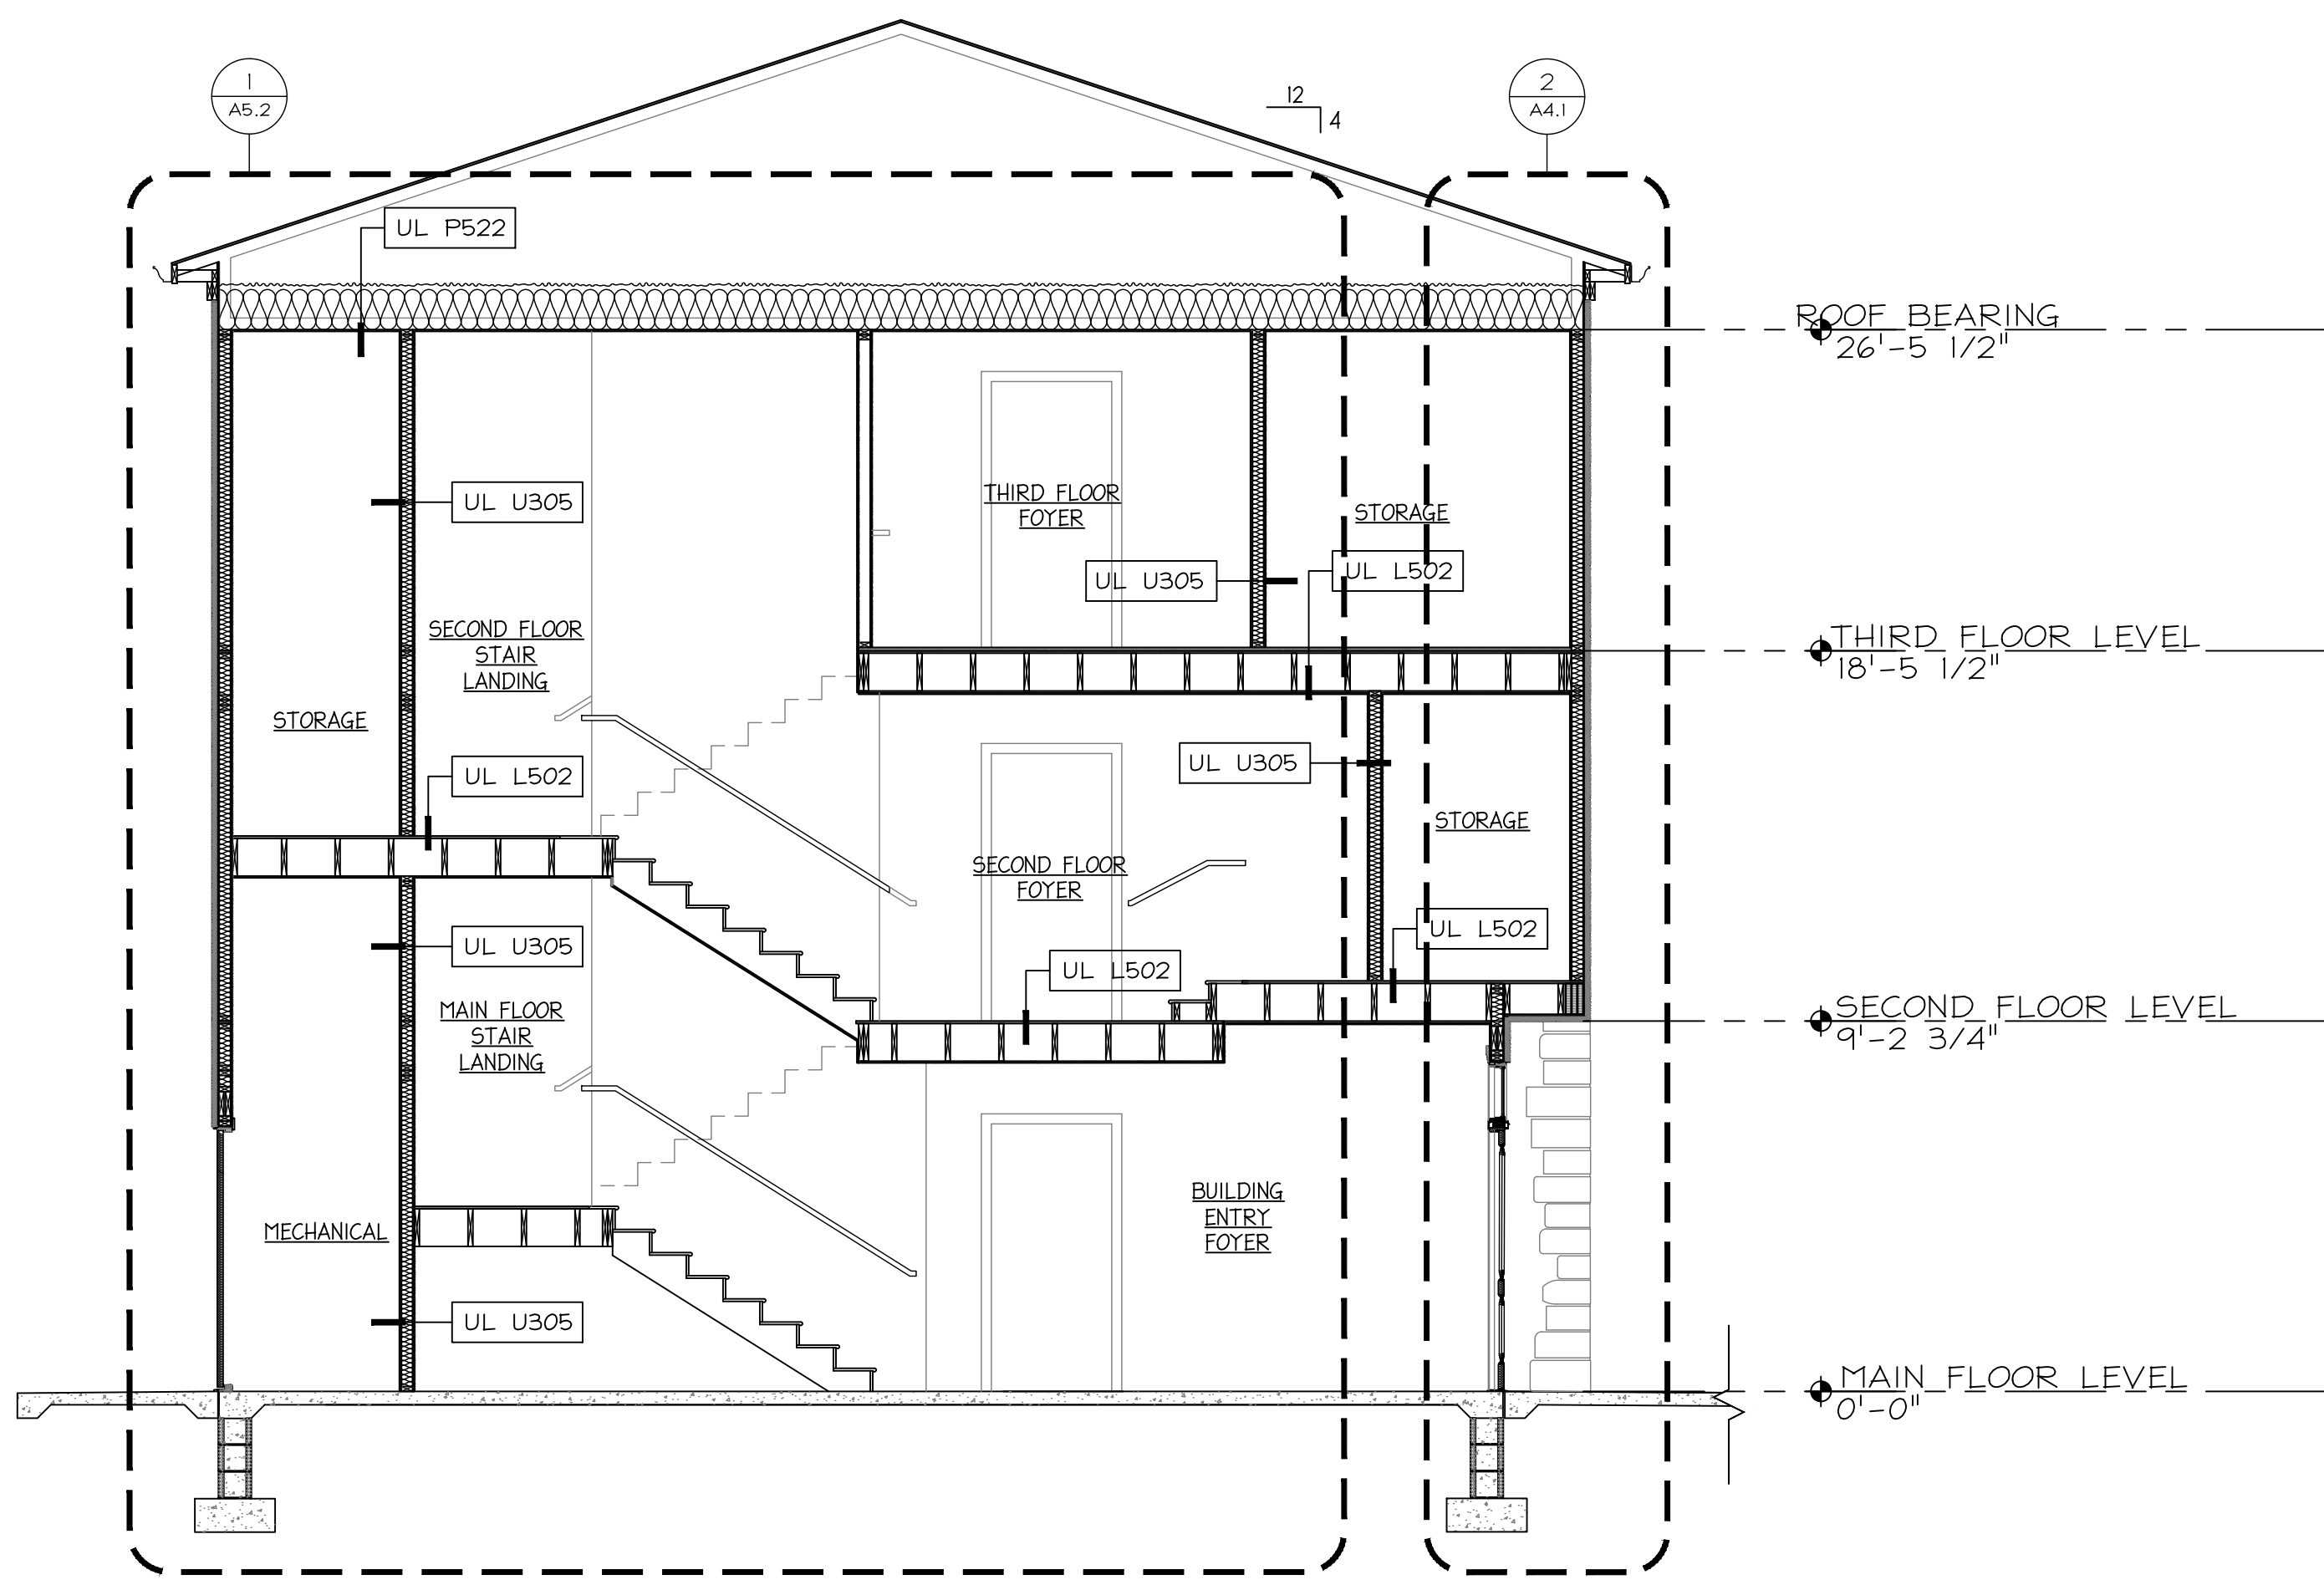 1
A5.2
2
A4.1
12
4
UL P522
ROOF BEARING
26'-5 1/2"
UL U305
THIRD FLOOR
FOYER
STORAGE
UL U305
UL L502
SECOND FLOOR
STAIR
LANDING
THIRD FLOOR LEVEL
18'-5 1/2"
STORAGE
UL L502
UL U305
STORAGE
SECOND FLOOR
FOYER
UL U305
UL L502
UL L502
MAIN FLOOR
STAIR
LANDING
SECOND FLOOR LEVEL
9'-2 3/4"
BUILDING
ENTRY
FOYER
MECHANICAL
UL U305
MAIN FLOOR LEVEL
0'-0"